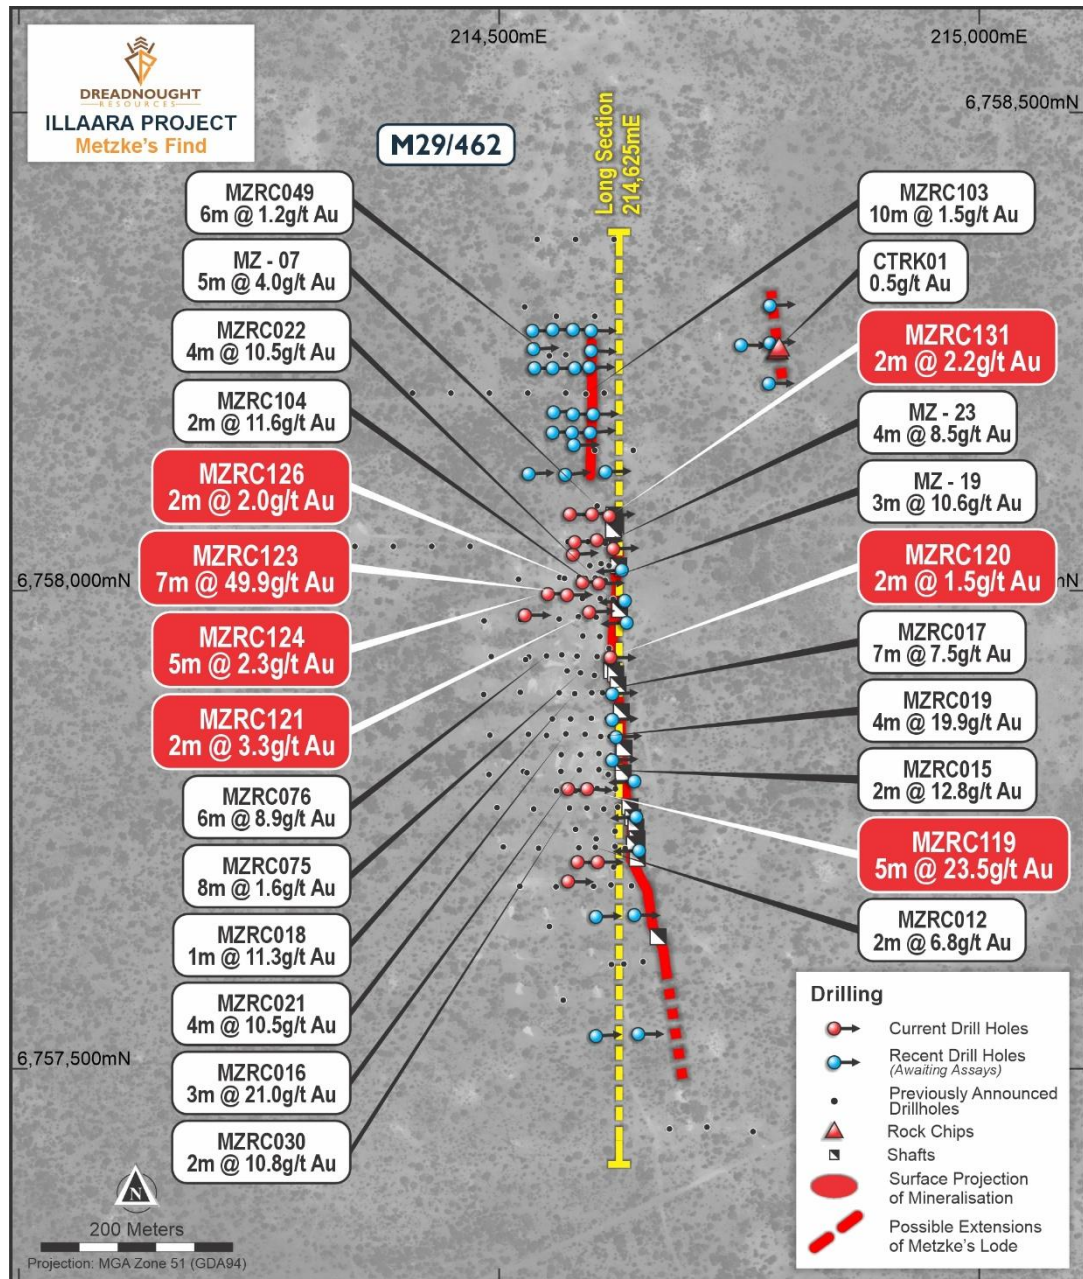 214,500mE
215,000mE
6,758,500mN
DREADNOUGHT
RESOURCES
ILLAARA PROJECT
Metzke's Find
M29/462
Long Section
214,625mE
MZRC049
6m @ 1.2g/t Au
MZ - 07
5m @ 4.0g/t Au
MZRC022
4m @ 10.5g/t Au
MZRC104
2m @ 11.6g/t Au
MZRC126
2m @ 2.0g/t Au
MZRC123
7m @ 49.9g/t Au
MZRC124
5m @ 2.3g/t Au
MZRC121
2m @ 3.3g/t Au
MZRC076
6m @ 8.9g/t Au
MZRC075
8m @ 1.6g/t Au
MZRC018
1m @ 11.3g/t Au
MZRC021
4m @ 10.5g/t Au
MZRC016
3m @ 21.0g/t Au
MZRC030
2m @ 10.8g/t Au
MZRC103
10m @ 1.5g/t Au
CTRK01
0.5g/t Au
MZRC131
2m @ 2.2g/t Au
MZ - 23
4m @ 8.5g/t Au
MZ - 19
3m @ 10.6g/t Au
MZRC120
2m @ 1.5g/t Au
MZRC017
7m @ 7.5g/t Au
MZRC019
4m @ 19.9g/t Au
MZRC015
2m @ 12.8g/t Au
MZRC119
5m @ 23.5g/t Au
MZRC012
2m @ 6.8g/t Au
6,758,000mN
mN
6,757,500mN
Drilling
Current Drill Holes
Recent Drill Holes
(Awaiting Assays)
Previously Announced
Drillholes
Rock Chips
Shafts
Surface Projection
of Mineralisation
Possible Extensions
of Metzke's Lode
N
200 Meters
Projection: MGA Zone 51 (GDA94)